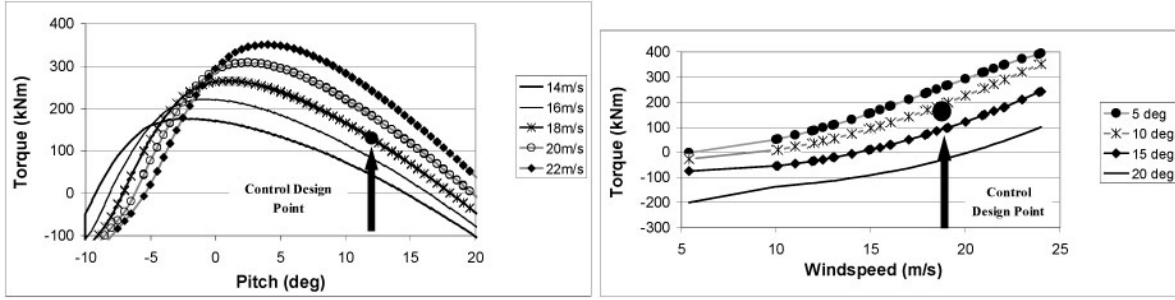 400
300
200
100
0
-100
-10 -5 0 5 10 15 20
Torque (kNm)
Pitch (deg)
Control Design
Point
14m/s
16m/s
18m/s
20m/s
22m/s
400
300
200
100
0
-100
-200
-300
5 10 15 20 25
Torque (kNm)
Windspeed (m/s)
Control
Design Point
5 deg
10 deg
15 deg
20 deg